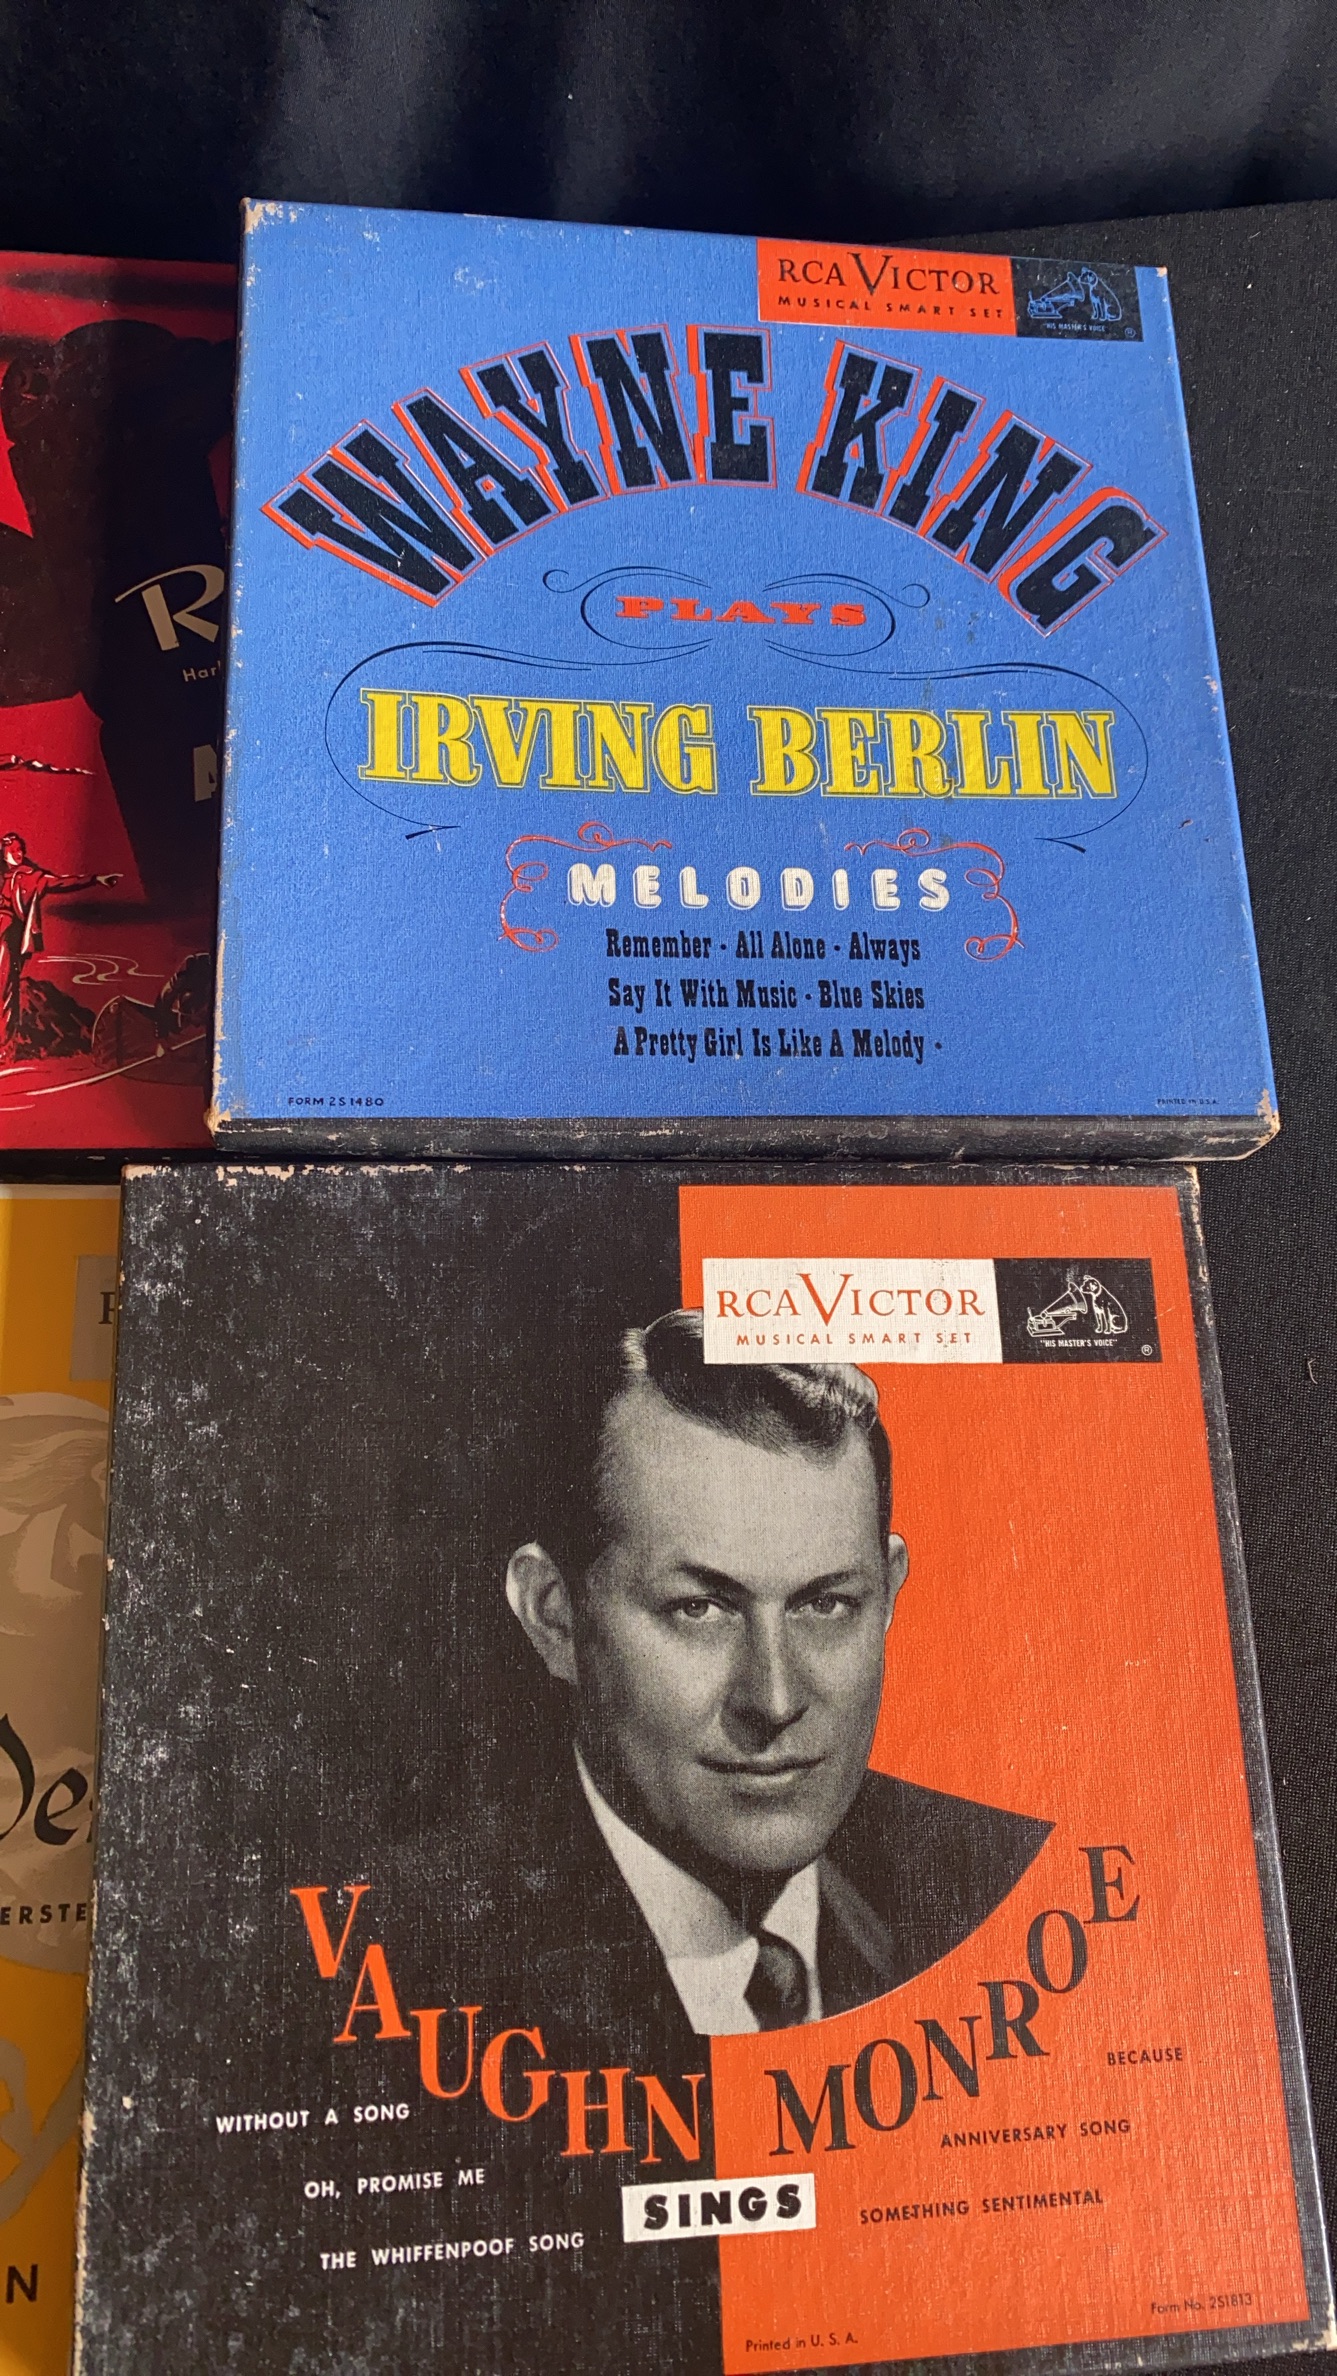 RCA VICTOR
MUSICAL SMART SET
"HIS MASTER'S VOICE" ®
WAYNE KING
PLAYS
IRVING BERLIN
MELODIES
Remember · All Alone · Always
Say It With Music · Blue Skies
A Pretty Girl Is Like A Melody ·
FORM 2S1480
PRINTED IN U.S.A.
R
Har
RCA VICTOR
MUSICAL SMART SET
"HIS MASTER'S VOICE" ®
VAUGHN MONROE
SINGS
WITHOUT A SONG
OH, PROMISE ME
THE WHIFFENPOOF SONG
BECAUSE
ANNIVERSARY SONG
SOMETHING SENTIMENTAL
Form No. 2S1813
Printed in U. S. A.
ERSTE
N